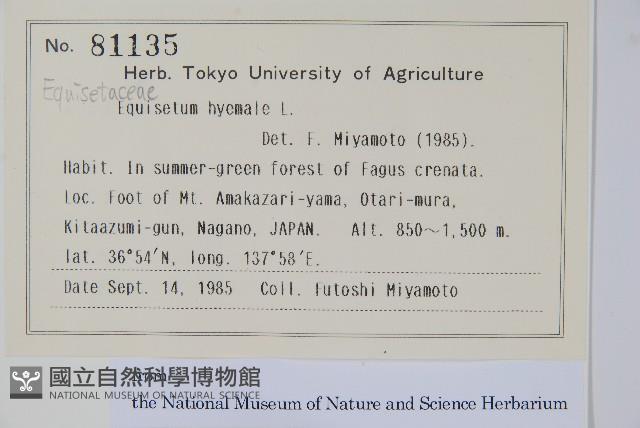 No. 81135
Herb. Tokyo University of Agriculture
Equisetaceae
Equisetum hyemale L.
Det. F. Miyamoto (1985).
Habit. In summer-green forest of Fagus crenata.
Loc. Foot of Mt. Amakazari-yama, Otari-mura,
Kitaazumi-gun, Nagano, JAPAN. Alt. 850~1,500 m.
lat. 36°54′N, long. 137°58′E.
Date Sept. 14, 1985 Coll. Futoshi Miyamoto
國立自然科學博物館
NATIONAL MUSEUM OF NATURAL SCIENCE
the National Museum of Nature and Science Herbarium